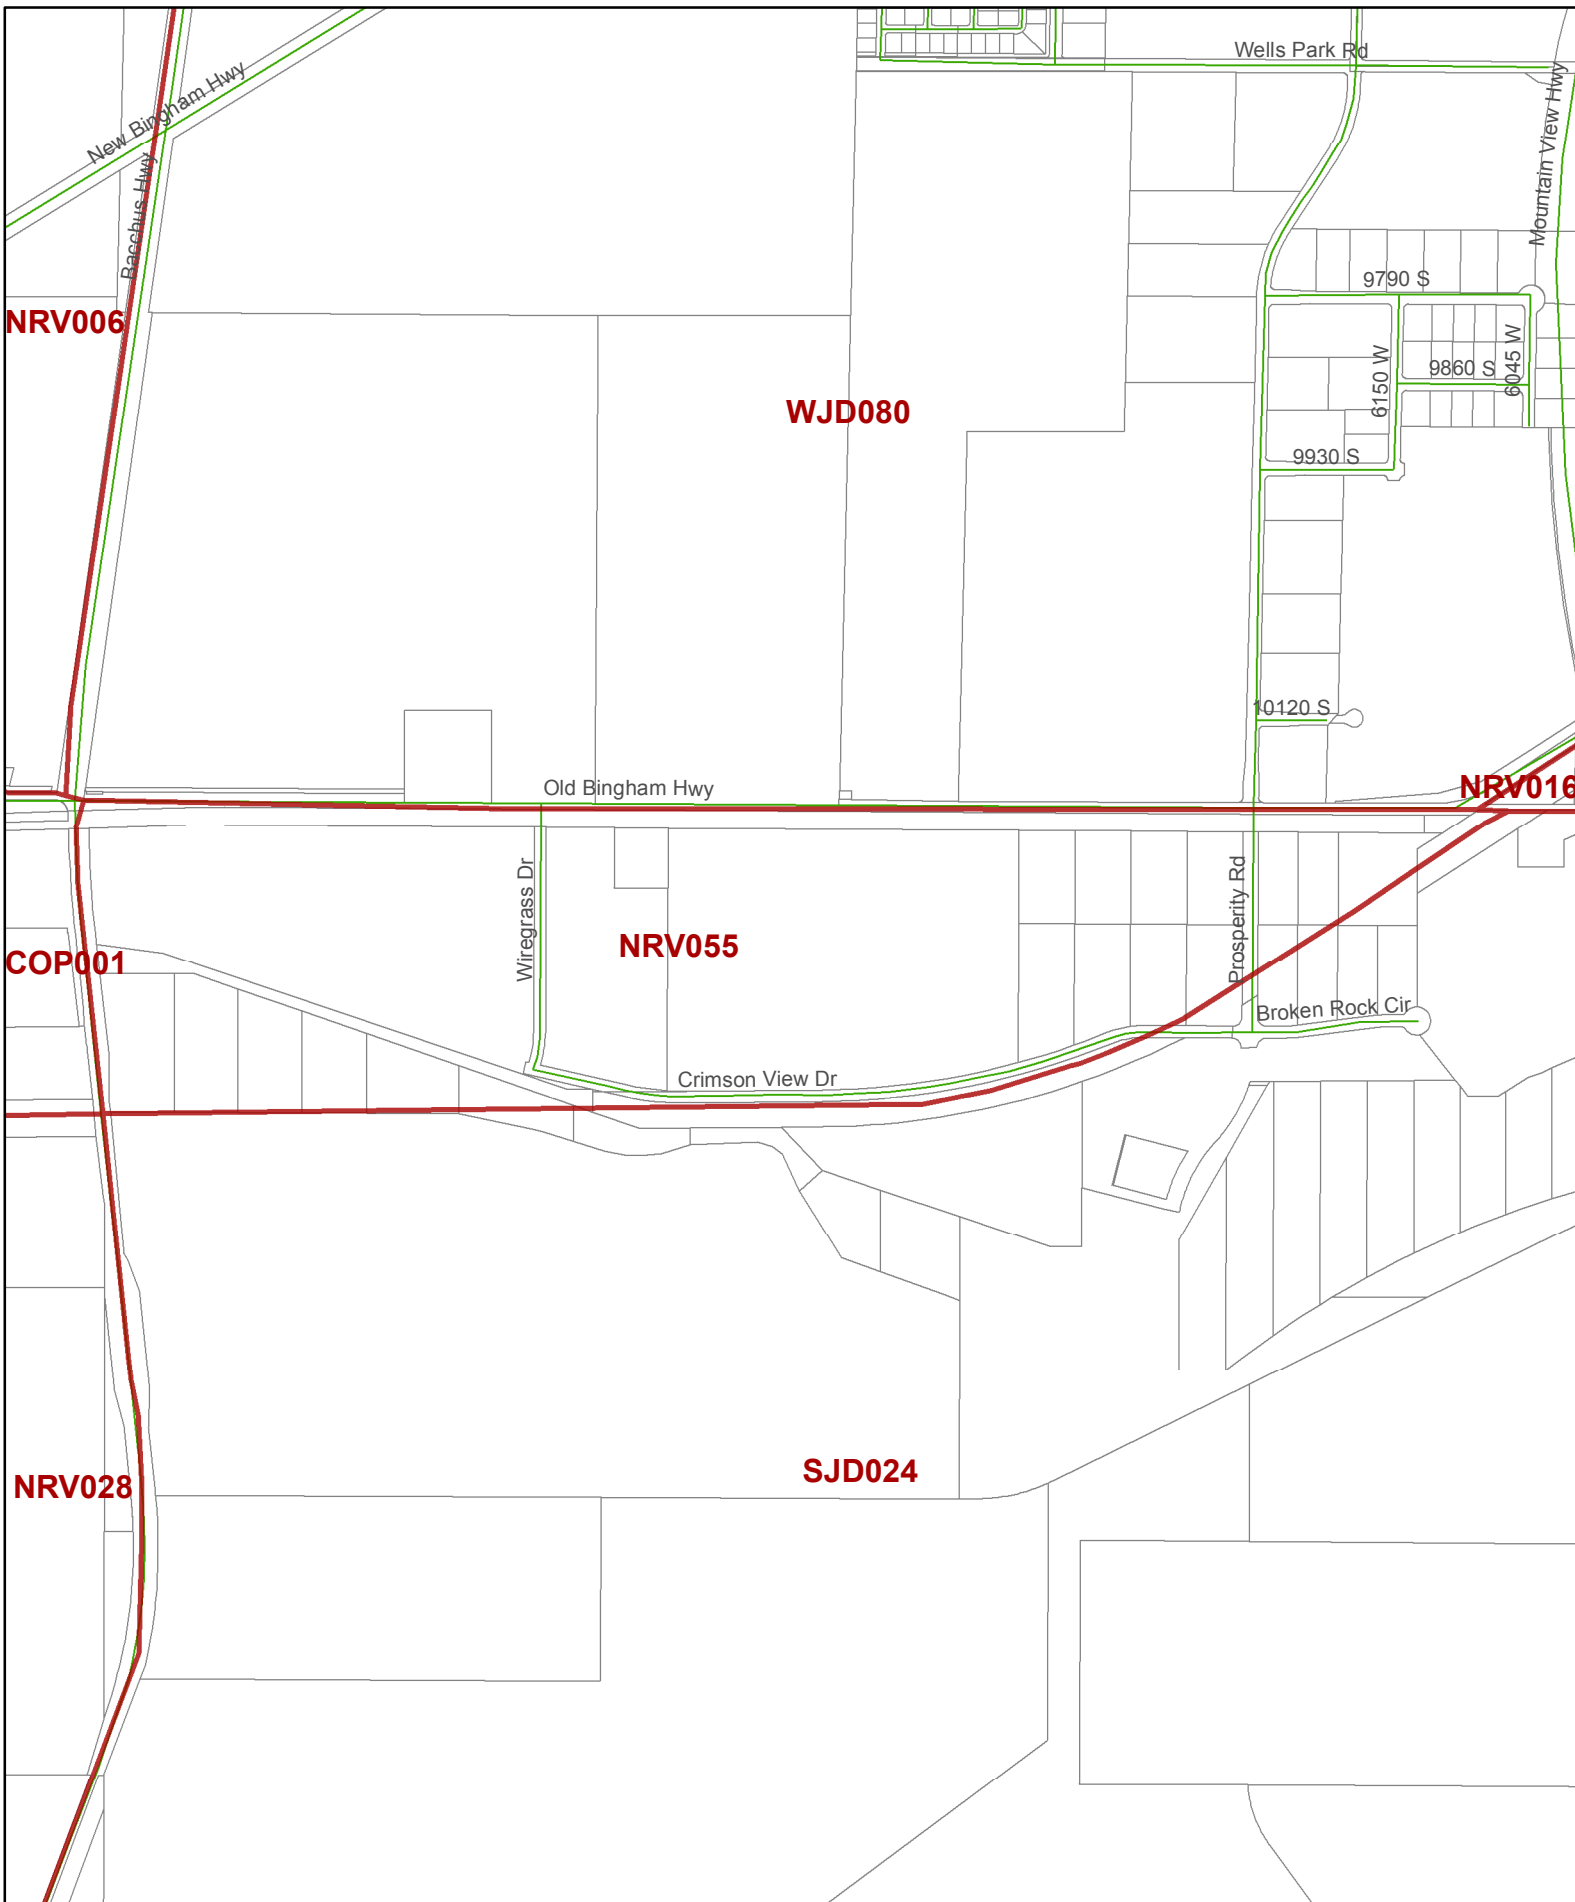 Wells Park Rd
New Bingham Hwy
Mountain View Hwy
Bacchus Hwy
9790 S
NRV006
6150 W
6045 W
9860 S
WJD080
9930 S
10120 S
Old Bingham Hwy
NRV016
Wiregrass Dr
NRV055
Prosperity Rd
COP001
Broken Rock Cir
Crimson View Dr
SJD024
NRV028